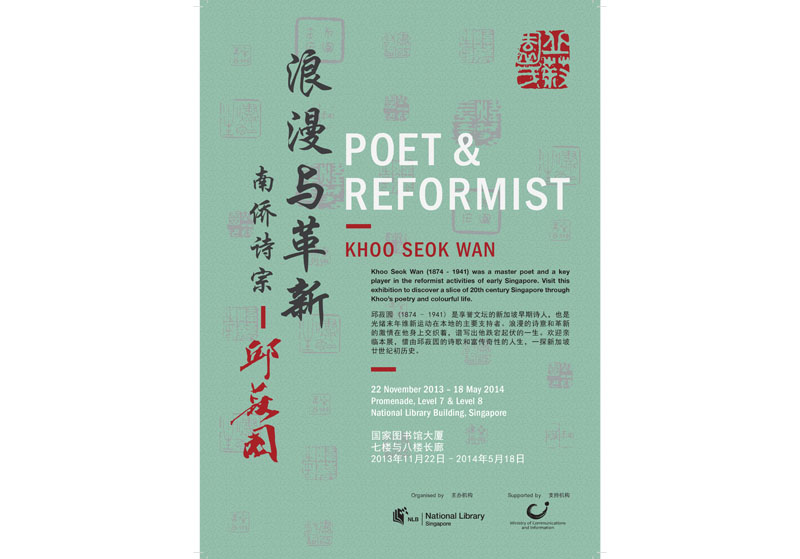 浪漫与革新
南侨诗宗
邱菽园
POET &
REFORMIST
KHOO SEOK WAN
Khoo Seok Wan (1874 - 1941) was a master poet and a key
player in the reformist activities of early Singapore. Visit this
exhibition to discover a slice of 20th century Singapore through
Khoo's poetry and colourful life.
邱菽园 (1874 – 1941) 是享誉文坛的新加坡早期诗人，也是
光绪末年维新运动在本地的主要支持者。浪漫的诗意和革新
的激情在他身上交织着，谱写出他跌宕起伏的一生。欢迎亲
临本展，借由邱菽园的诗歌和富传奇性的人生，一探新加坡
廿世纪初历史。
22 November 2013 – 18 May 2014
Promenade, Level 7 & Level 8
National Library Building, Singapore
国家图书馆大厦
七楼与八楼长廊
2013年11月22日 – 2014年5月18日
Organised by 主办机构
NLB National Library
Singapore
Supported by 支持机构
Ministry of Communications
and Information